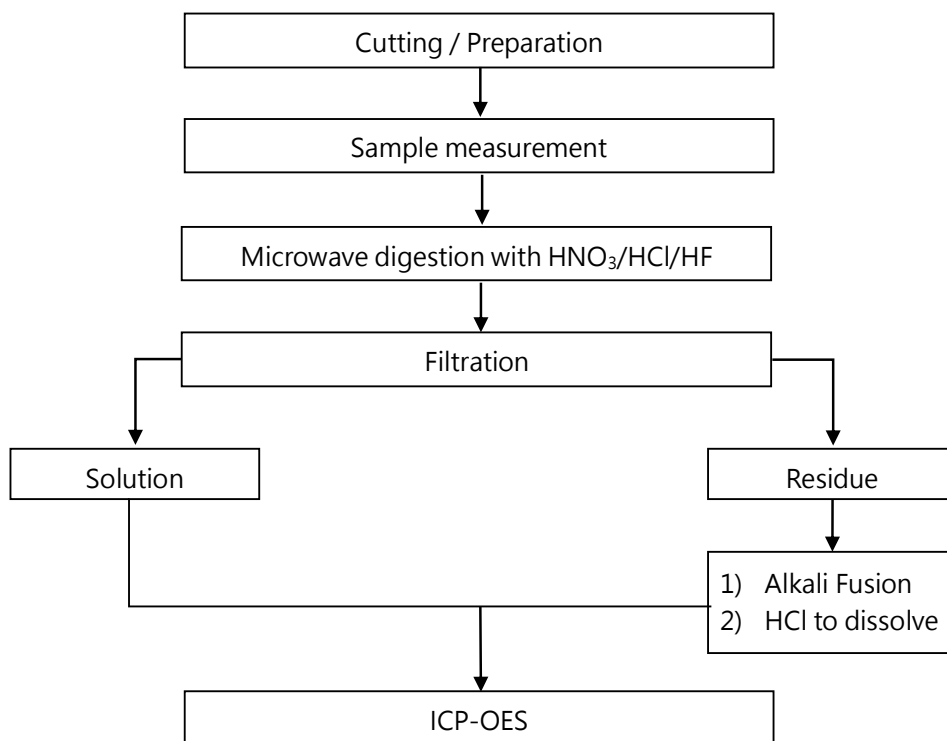 Cutting / Preparation
Sample measurement
Microwave digestion with HNO₃/HCl/HF
Filtration
Solution
Residue
1) Alkali Fusion
2) HCl to dissolve
ICP-OES